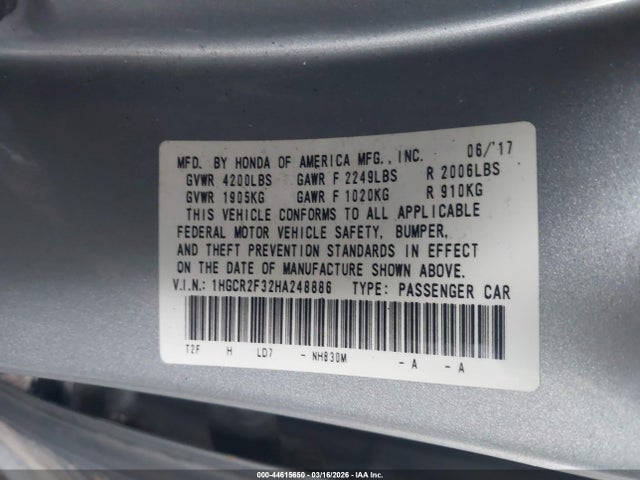 MFD. BY HONDA OF AMERICA MFG., INC. 06/'17
GVWR 4200LBS GAWR F 2249LBS R 2006LBS
GVWR 1905KG GAWR F 1020KG R 910KG
THIS VEHICLE CONFORMS TO ALL APPLICABLE
FEDERAL MOTOR VEHICLE SAFETY, BUMPER,
AND THEFT PREVENTION STANDARDS IN EFFECT
ON THE DATE OF MANUFACTURE SHOWN ABOVE.
V.I.N.: 1HGCR2F32HA248886 TYPE: PASSENGER CAR
T2F H LD7 - NH830M - A - A
000-44615650 - 03/16/2026 - IAA Inc.